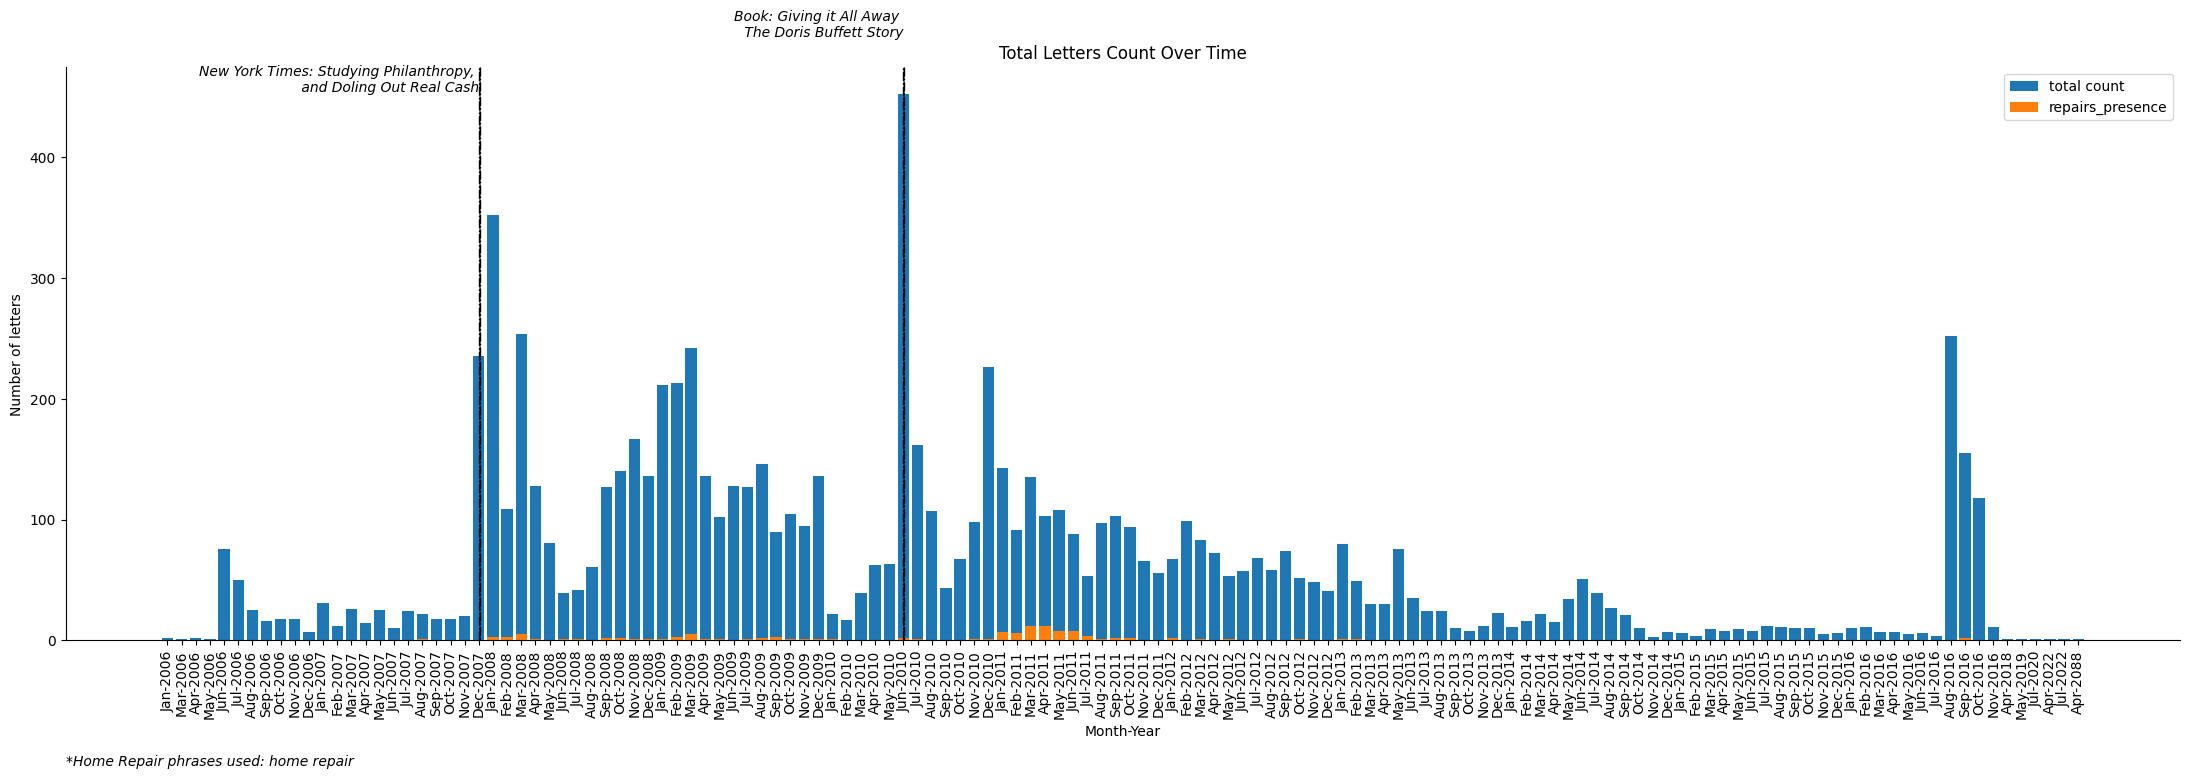 Book: Giving it All Away
The Doris Buffett Story
Total Letters Count Over Time
New York Times: Studying Philanthropy,
and Doling Out Real Cash
total count
repairs_presence
Number of letters
400
300
200
100
0
Jan-2006
Mar-2006
Apr-2006
May-2006
Jun-2006
Jul-2006
Aug-2006
Sep-2006
Oct-2006
Nov-2006
Dec-2006
Jan-2007
Feb-2007
Mar-2007
Apr-2007
May-2007
Jun-2007
Jul-2007
Aug-2007
Sep-2007
Oct-2007
Nov-2007
Dec-2007
Jan-2008
Feb-2008
Mar-2008
Apr-2008
May-2008
Jun-2008
Jul-2008
Aug-2008
Sep-2008
Oct-2008
Nov-2008
Dec-2008
Jan-2009
Feb-2009
Mar-2009
Apr-2009
May-2009
Jun-2009
Jul-2009
Aug-2009
Sep-2009
Oct-2009
Nov-2009
Dec-2009
Jan-2010
Feb-2010
Mar-2010
Apr-2010
May-2010
Jun-2010
Jul-2010
Aug-2010
Sep-2010
Oct-2010
Nov-2010
Dec-2010
Jan-2011
Feb-2011
Mar-2011
Apr-2011
May-2011
Jun-2011
Jul-2011
Aug-2011
Sep-2011
Oct-2011
Nov-2011
Dec-2011
Jan-2012
Feb-2012
Mar-2012
Apr-2012
May-2012
Jun-2012
Jul-2012
Aug-2012
Sep-2012
Oct-2012
Nov-2012
Dec-2012
Jan-2013
Feb-2013
Mar-2013
Apr-2013
May-2013
Jun-2013
Jul-2013
Aug-2013
Sep-2013
Oct-2013
Nov-2013
Dec-2013
Jan-2014
Feb-2014
Mar-2014
Apr-2014
May-2014
Jun-2014
Jul-2014
Aug-2014
Sep-2014
Oct-2014
Nov-2014
Dec-2014
Jan-2015
Feb-2015
Mar-2015
Apr-2015
May-2015
Jun-2015
Jul-2015
Aug-2015
Sep-2015
Oct-2015
Nov-2015
Dec-2015
Jan-2016
Feb-2016
Mar-2016
Apr-2016
May-2016
Jun-2016
Jul-2016
Aug-2016
Sep-2016
Oct-2016
Nov-2016
Apr-2018
May-2019
Jul-2020
Apr-2022
Jul-2022
Apr-2088
Month-Year
*Home Repair phrases used: home repair